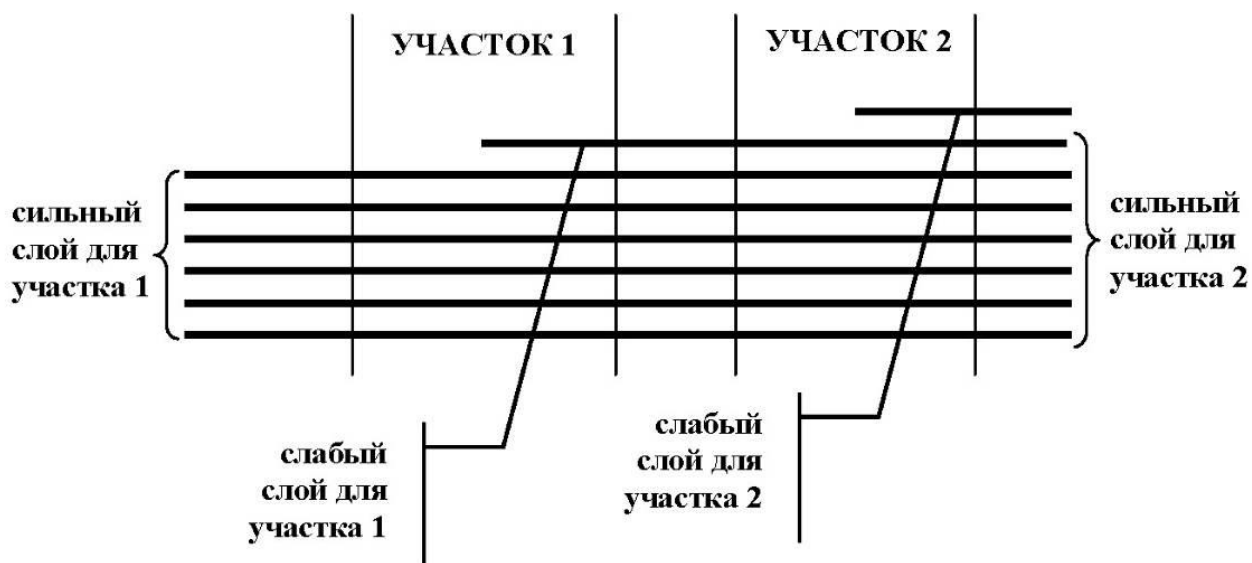 УЧАСТОК 1
УЧАСТОК 2
сильный
слой для
участка 1
сильный
слой для
участка 2
слабый
слой для
участка 1
слабый
слой для
участка 2